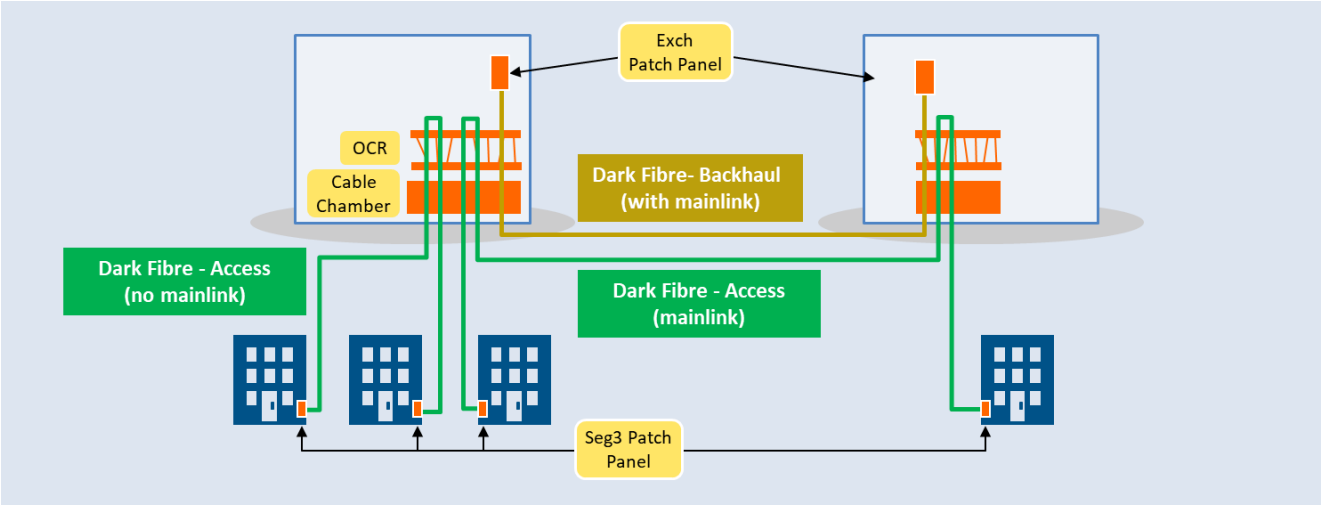 Exch
Patch Panel
OCR
Cable
Chamber
Dark Fibre- Backhaul
(with mainlink)
Dark Fibre - Access
(no mainlink)
Dark Fibre - Access
(mainlink)
Seg3 Patch
Panel